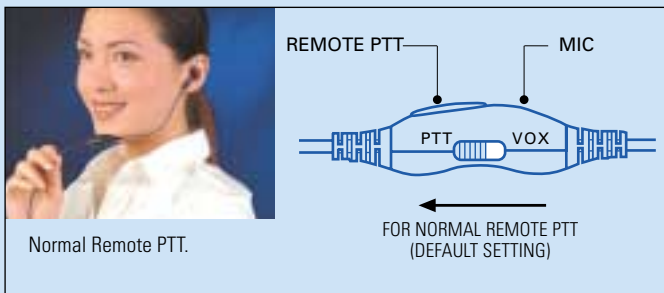 REMOTE PTT
MIC
PTT VOX
Normal Remote PTT.
FOR NORMAL REMOTE PTT
(DEFAULT SETTING)